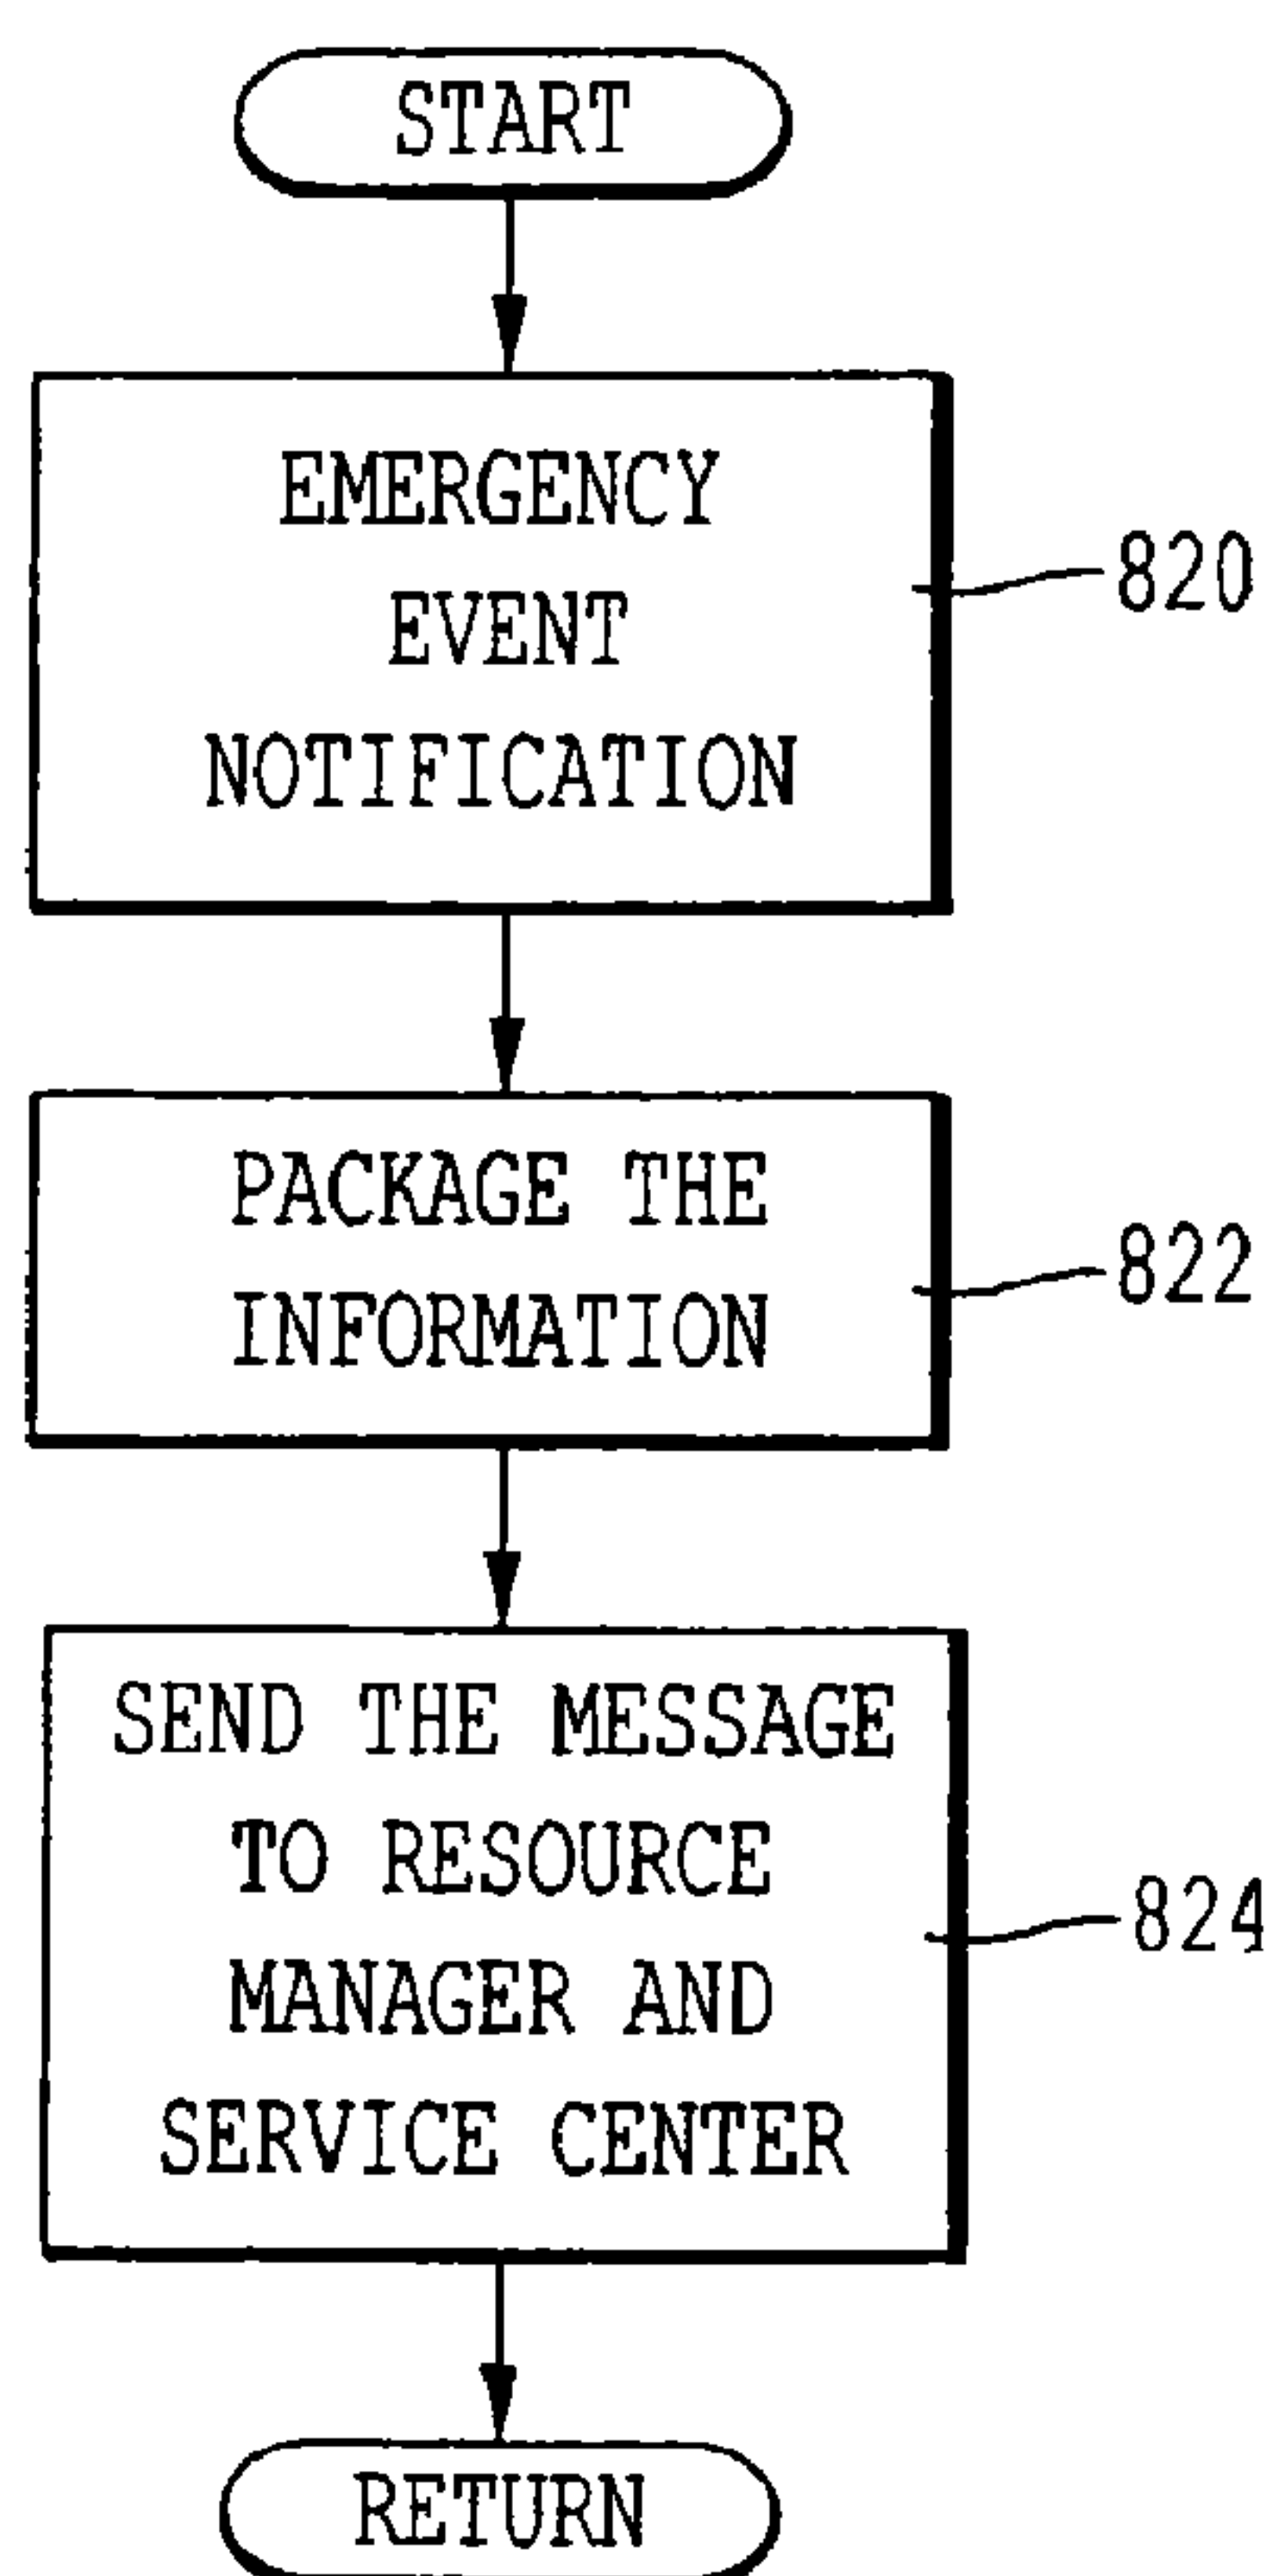 START
EMERGENCY
EVENT
NOTIFICATION
820
PACKAGE THE
INFORMATION
822
SEND THE MESSAGE
TO RESOURCE
MANAGER AND
SERVICE CENTER
824
RETURN